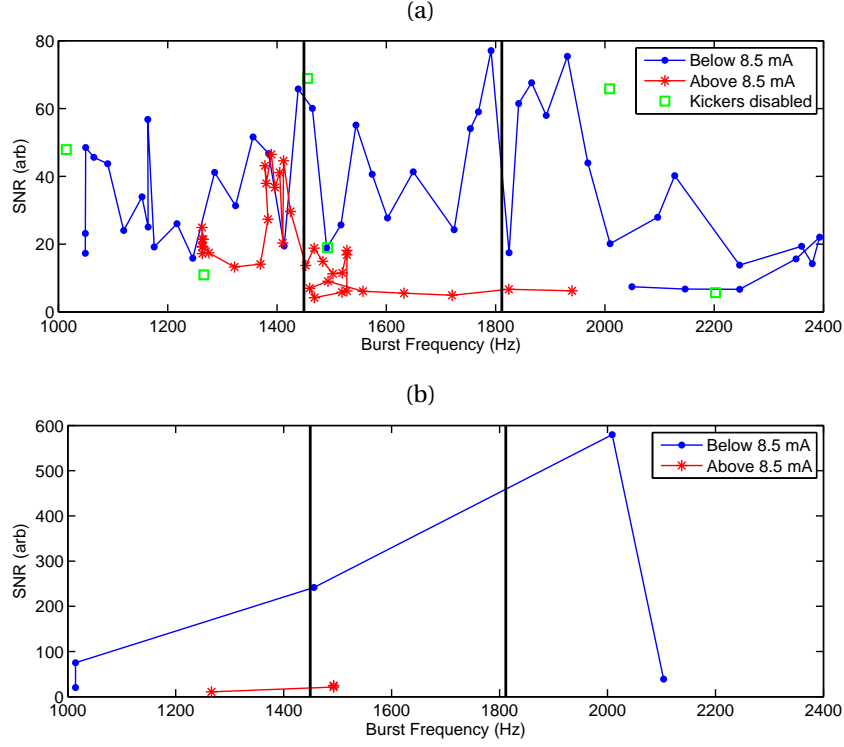 (a)
80
60
40
20
0
SNR (arb)
1000 1200 1400 1600 1800 2000 2200 2400
Burst Frequency (Hz)
Below 8.5 mA
Above 8.5 mA
Kickers disabled
(b)
600
500
400
300
200
100
0
SNR (arb)
1000 1200 1400 1600 1800 2000 2200 2400
Burst Frequency (Hz)
Below 8.5 mA
Above 8.5 mA